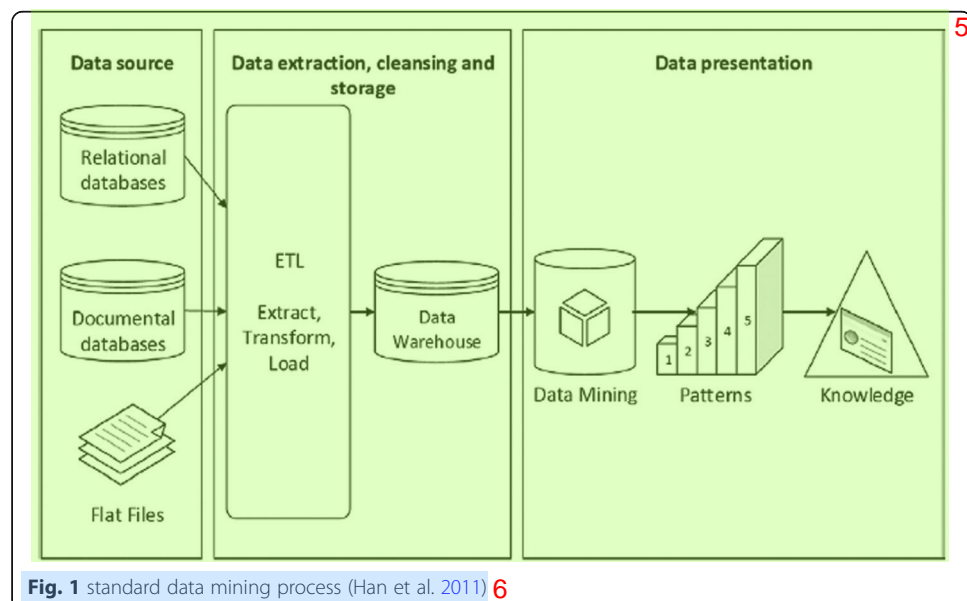 5
Data source
Relational
databases
Documental
databases
Flat Files
Data extraction, cleansing and
storage
ETL
Extract,
Transform,
Load
Data
Warehouse
Data presentation
Data Mining
1
2
3
4
5
Patterns
Knowledge
Fig. 1 standard data mining process (Han et al. 2011) 6